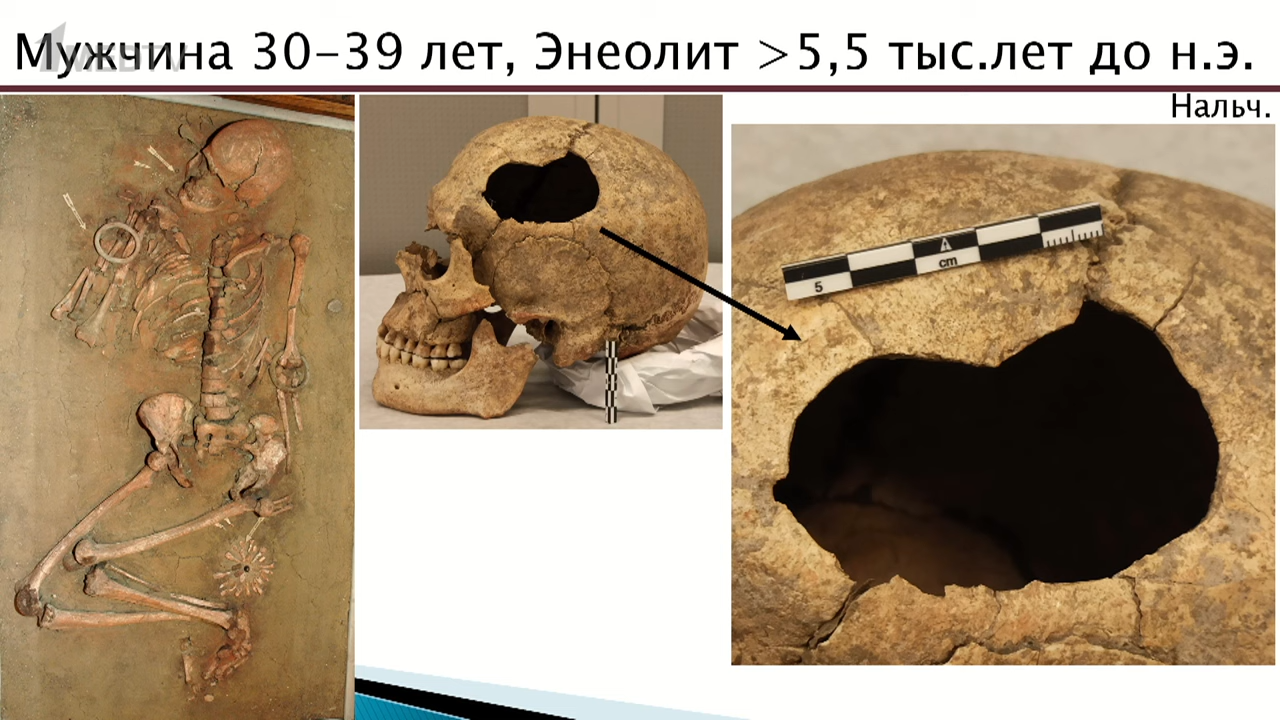 Мужчина 30-39 лет, Энеолит >5,5 тыс.лет до н.э.
Нальч.
5
cm